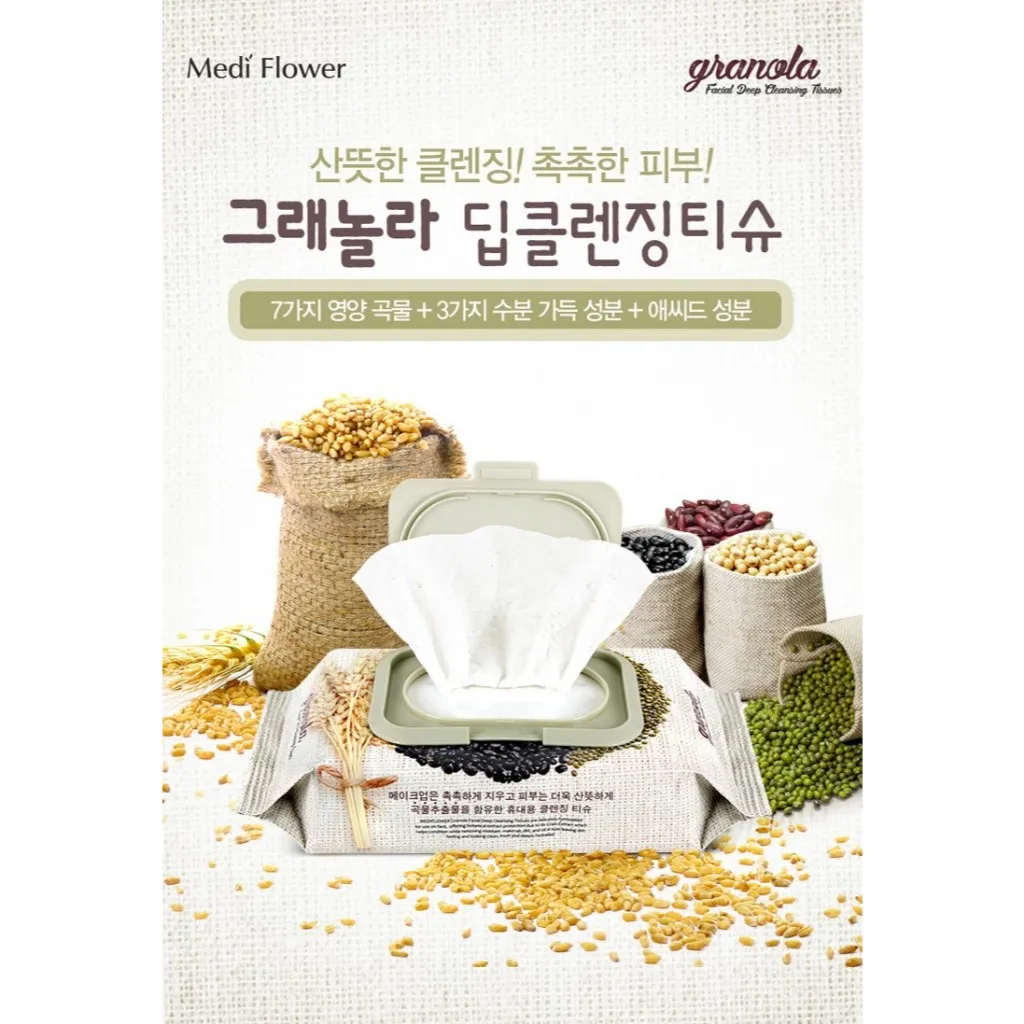 Medi Flower
granola
Facial Deep Cleansing Tissues
산뜻한 클렌징! 촉촉한 피부!
그래놀라 딥클렌징티슈
7가지 영양 곡물 + 3가지 수분 가득 성분 + 애씨드 성분
메이크업은 촉촉하게 지우고 피부는 더욱 산뜻하게
곡물추출물을 함유한 휴대용 클렌징 티슈